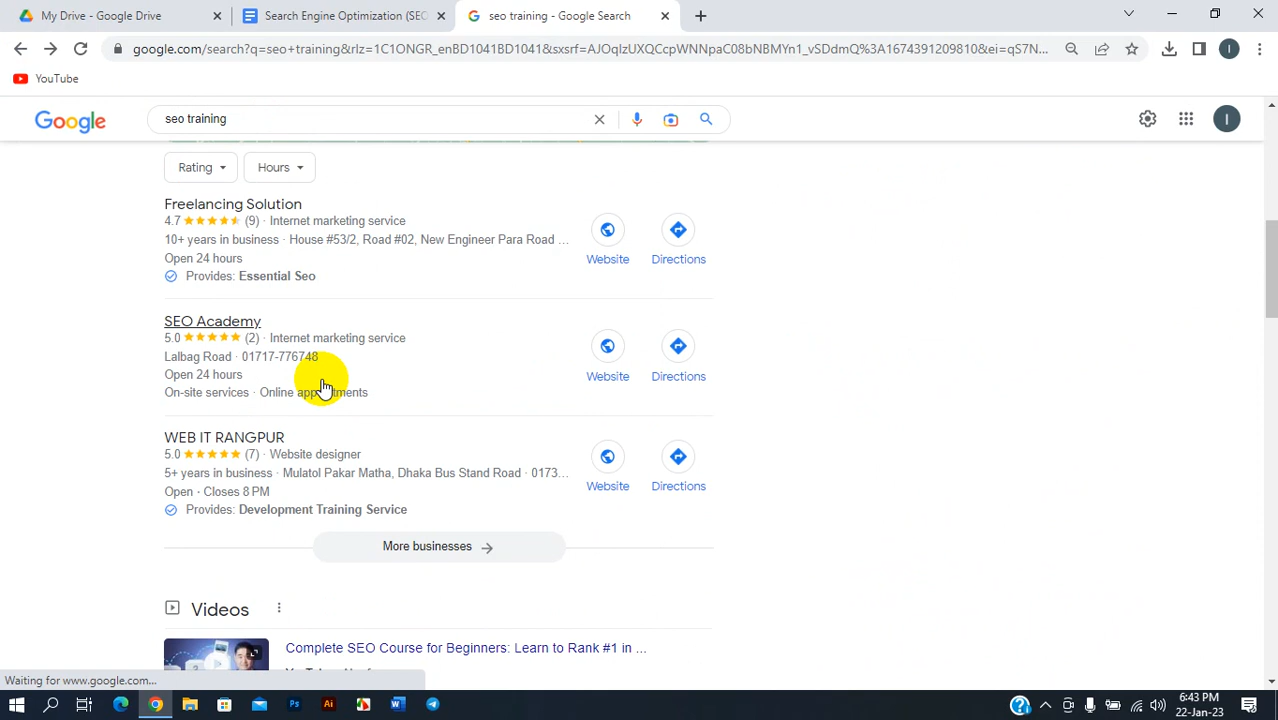 My Drive - Google Drive
Search Engine Optimization (SEO
seo training - Google Search
google.com/search?q=seo+training&rlz=1C1ONGR_enBD1041BD1041&sxsrf=AJOqlzUXQCcpWNNpaC08bNBMYn1_vSDdmQ%3A1674391209810&ei=qS7N...
YouTube
Google
seo training
Rating
Hours
Freelancing Solution
4.7 (9) · Internet marketing service
10+ years in business · House #53/2, Road #02, New Engineer Para Road ...
Open 24 hours
Provides: Essential Seo
Website
Directions
SEO Academy
5.0 (2) · Internet marketing service
Lalbag Road · 01717-776748
Open 24 hours
On-site services · Online appointments
Website
Directions
WEB IT RANGPUR
5.0 (7) · Website designer
5+ years in business · Mulatol Pakar Matha, Dhaka Bus Stand Road · 0173...
Open · Closes 8 PM
Provides: Development Training Service
Website
Directions
More businesses
Videos
Complete SEO Course for Beginners: Learn to Rank #1 in ...
Waiting for www.google.com...
6:43 PM
22-Jan-23